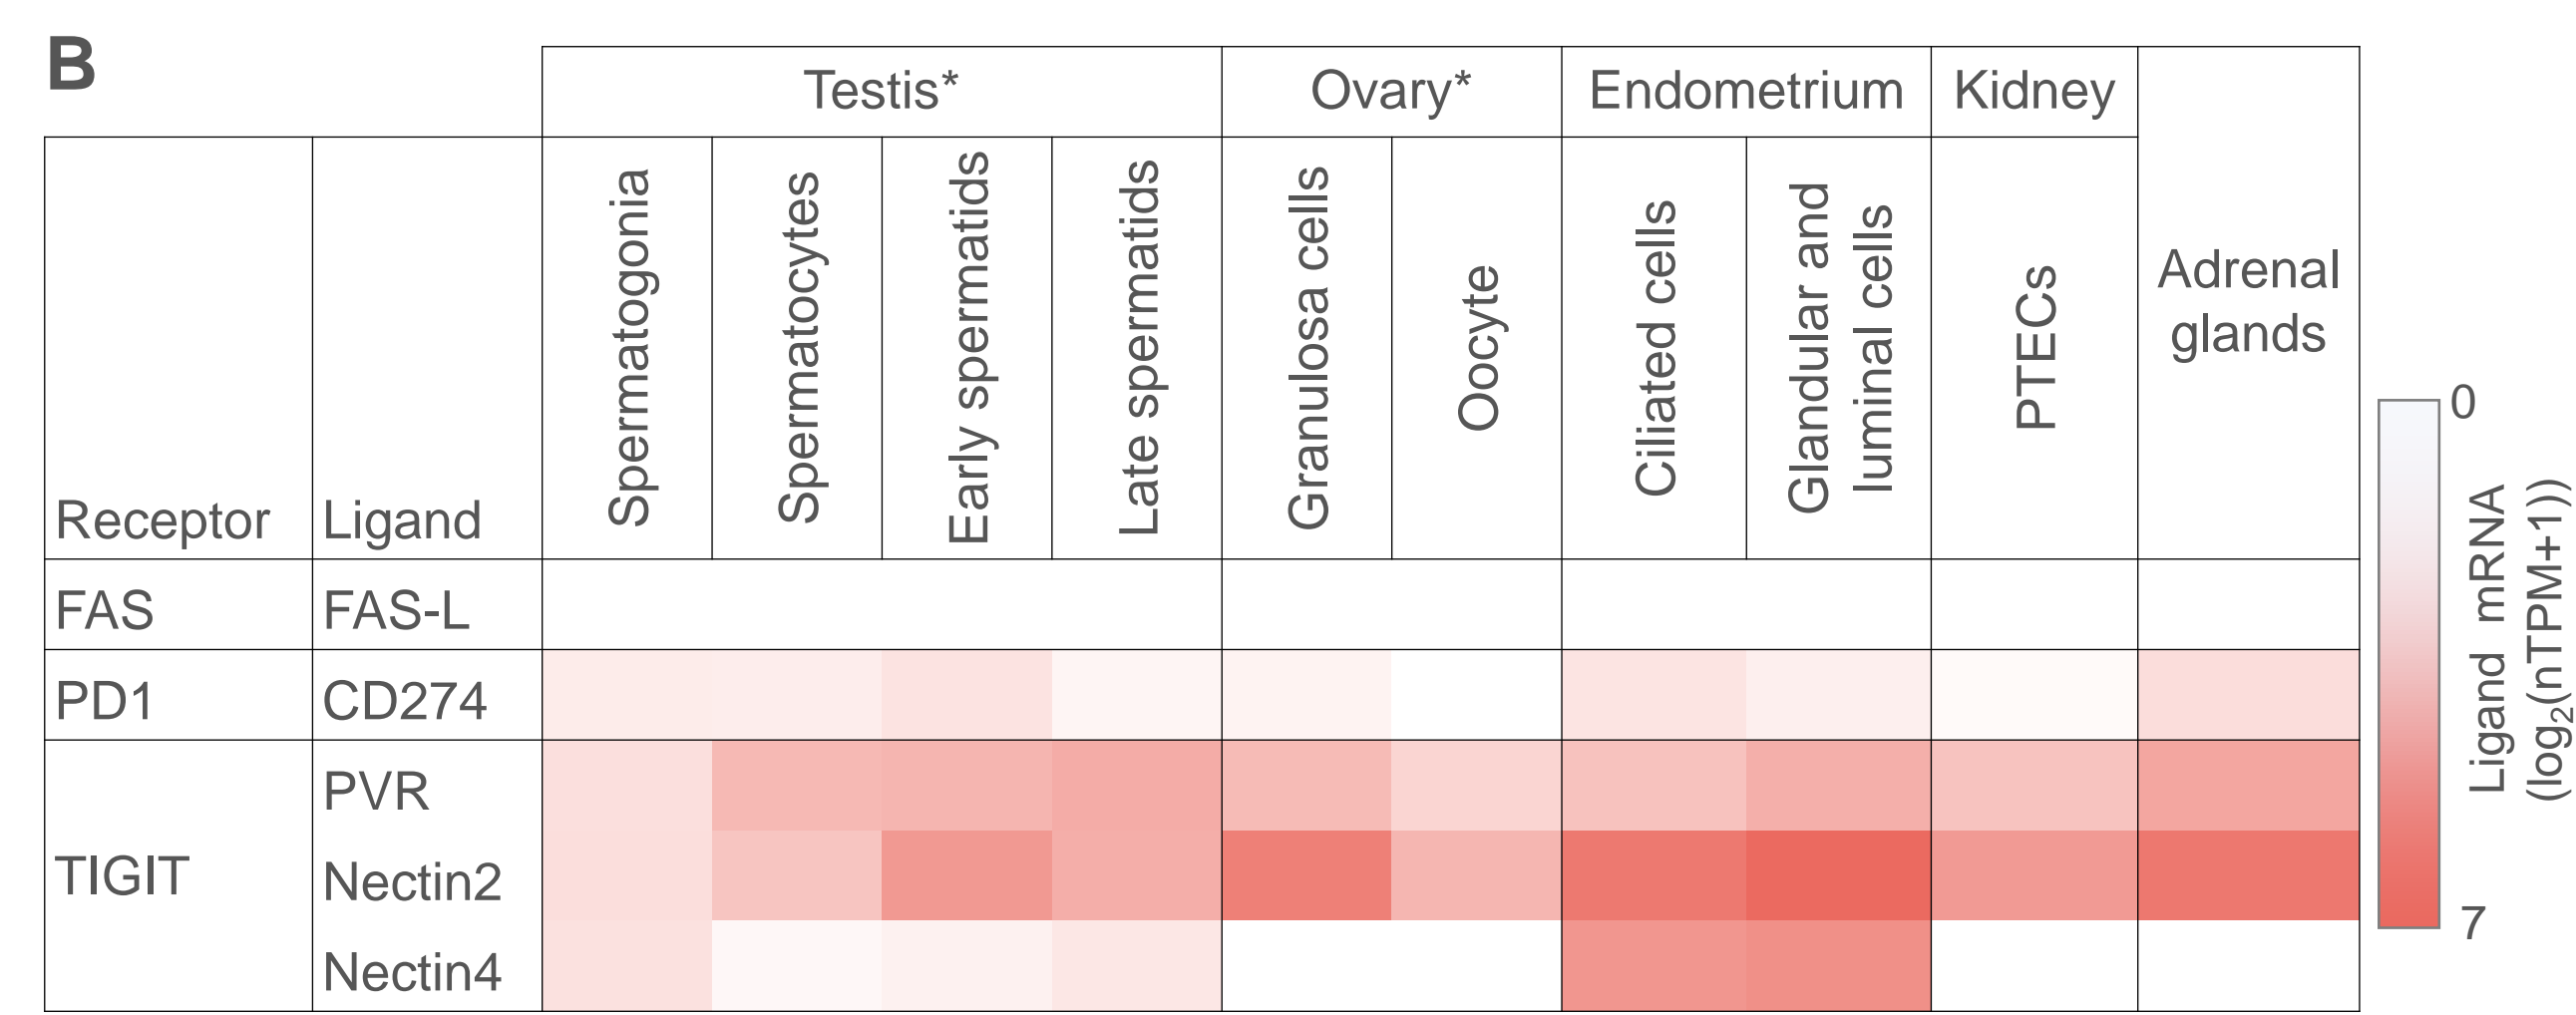 B
Testis*
Ovary*
Endometrium
Kidney
Adrenal
glands
Receptor
Ligand
Spermatogonia
Spermatocytes
Early spermatids
Late spermatids
Granulosa cells
Oocyte
Ciliated cells
Glandular and
luminal cells
PTECs
FAS
FAS-L
PD1
CD274
TIGIT
PVR
Nectin2
Nectin4
0
7
Ligand mRNA
(log₂(nTPM+1))